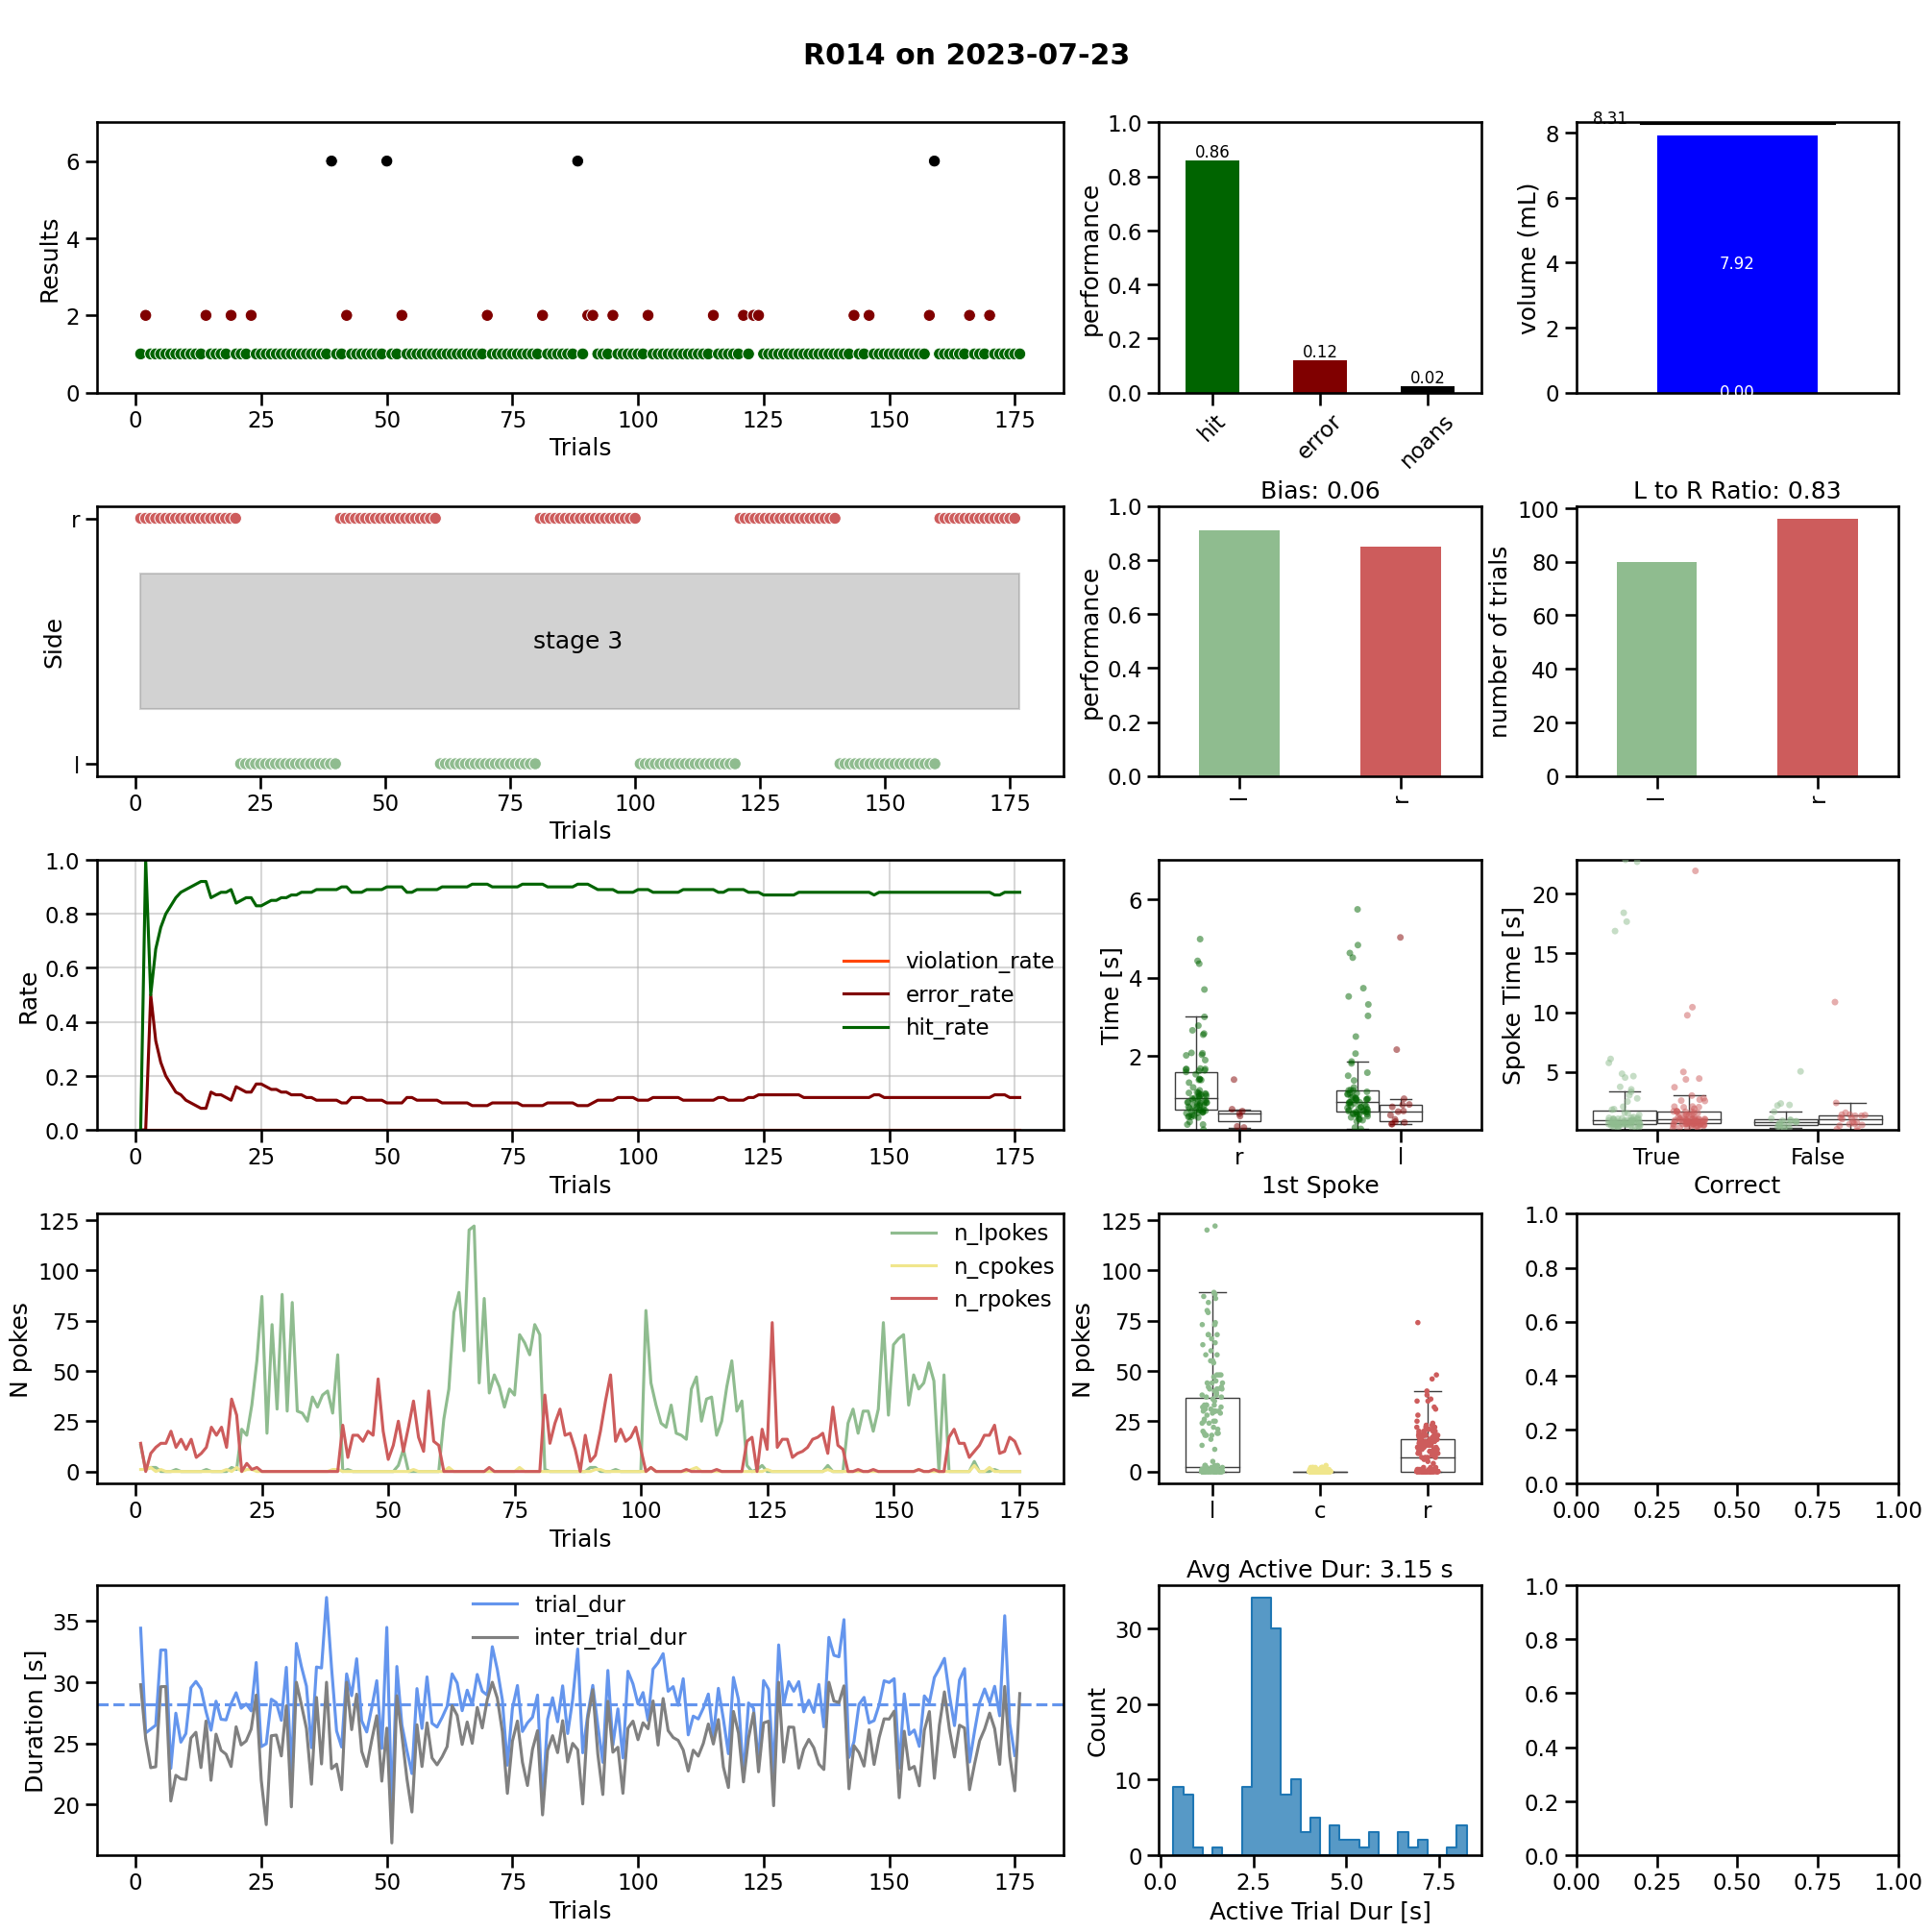 R014 on 2023-07-23
Results
6
4
2
0
0 25 50 75 100 125 150 175
Trials
performance
1.0
0.8
0.6
0.4
0.2
0.0
0.86
0.12
0.02
hit error noans
volume (mL)
8
6
4
2
0
8.31
7.92
0.00
Side
r
l
stage 3
0 25 50 75 100 125 150 175
Trials
Bias: 0.06
performance
1.0
0.8
0.6
0.4
0.2
0.0
l r
L to R Ratio: 0.83
number of trials
100
80
60
40
20
0
l r
Rate
1.0
0.8
0.6
0.4
0.2
0.0
violation_rate
error_rate
hit_rate
0 25 50 75 100 125 150 175
Trials
Time [s]
6
4
2
r l
1st Spoke
Spoke Time [s]
20
15
10
5
True False
Correct
N pokes
125
100
75
50
25
0
n_lpokes
n_cpokes
n_rpokes
0 25 50 75 100 125 150 175
Trials
N pokes
125
100
75
50
25
0
l c r
1.0
0.8
0.6
0.4
0.2
0.0
0.00 0.25 0.50 0.75 1.00
Duration [s]
35
30
25
20
trial_dur
inter_trial_dur
0 25 50 75 100 125 150 175
Trials
Avg Active Dur: 3.15 s
Count
30
20
10
0
0.0 2.5 5.0 7.5
Active Trial Dur [s]
1.0
0.8
0.6
0.4
0.2
0.0
0.00 0.25 0.50 0.75 1.00